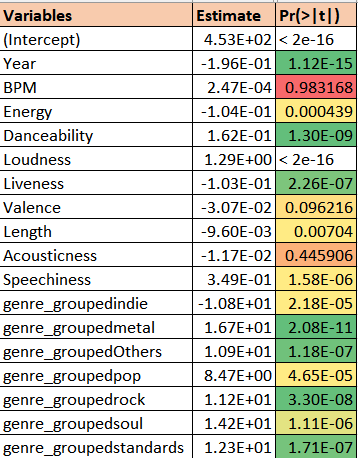 Variables Estimate Pr(>|t|)
(Intercept) 4.53E+02 < 2e-16
Year -1.96E-01 1.12E-15
BPM 2.47E-04 0.983168
Energy -1.04E-01 0.000439
Danceability 1.62E-01 1.30E-09
Loudness 1.29E+00 < 2e-16
Liveness -1.03E-01 2.26E-07
Valence -3.07E-02 0.096216
Length -9.60E-03 0.00704
Acousticness -1.17E-02 0.445906
Speechiness 3.49E-01 1.58E-06
genre_groupedindie -1.08E+01 2.18E-05
genre_groupedmetal 1.67E+01 2.08E-11
genre_groupedOthers 1.09E+01 1.18E-07
genre_groupedpop 8.47E+00 4.65E-05
genre_groupedrock 1.12E+01 3.30E-08
genre_groupedsoul 1.42E+01 1.11E-06
genre_groupedstandards 1.23E+01 1.71E-07